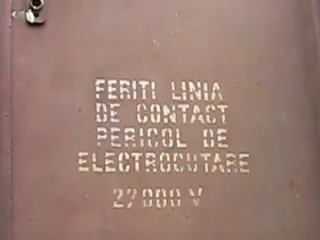 FERITI LINIA
DE CONTACT
PERICOL DE
ELECTROCUTARE
27000 V